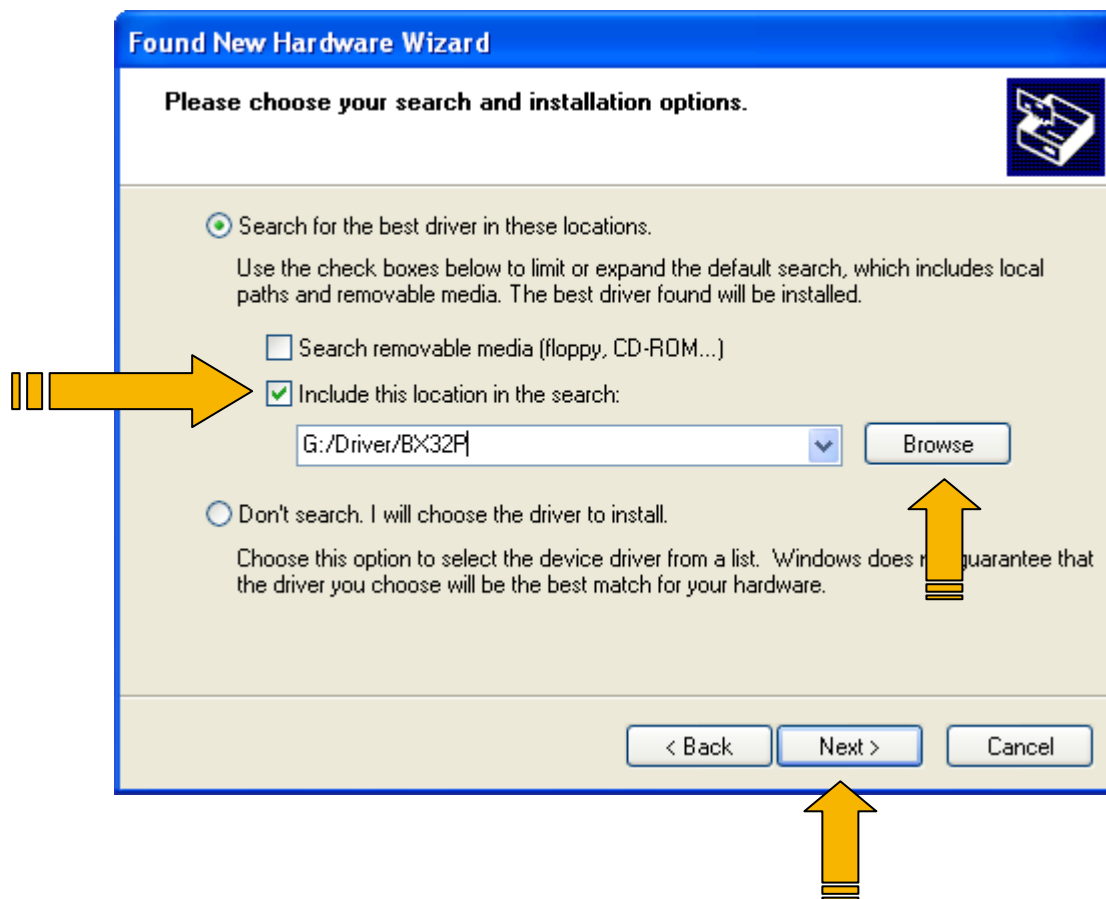 Found New Hardware Wizard
Please choose your search and installation options.
Search for the best driver in these locations.
Use the check boxes below to limit or expand the default search, which includes local
paths and removable media. The best driver found will be installed.
Search removable media (floppy, CD-ROM...)
Include this location in the search:
G:/Driver/BX32P
Browse
Don't search. I will choose the driver to install.
Choose this option to select the device driver from a list. Windows does guarantee that
the driver you choose will be the best match for your hardware.
< Back
Next >
Cancel